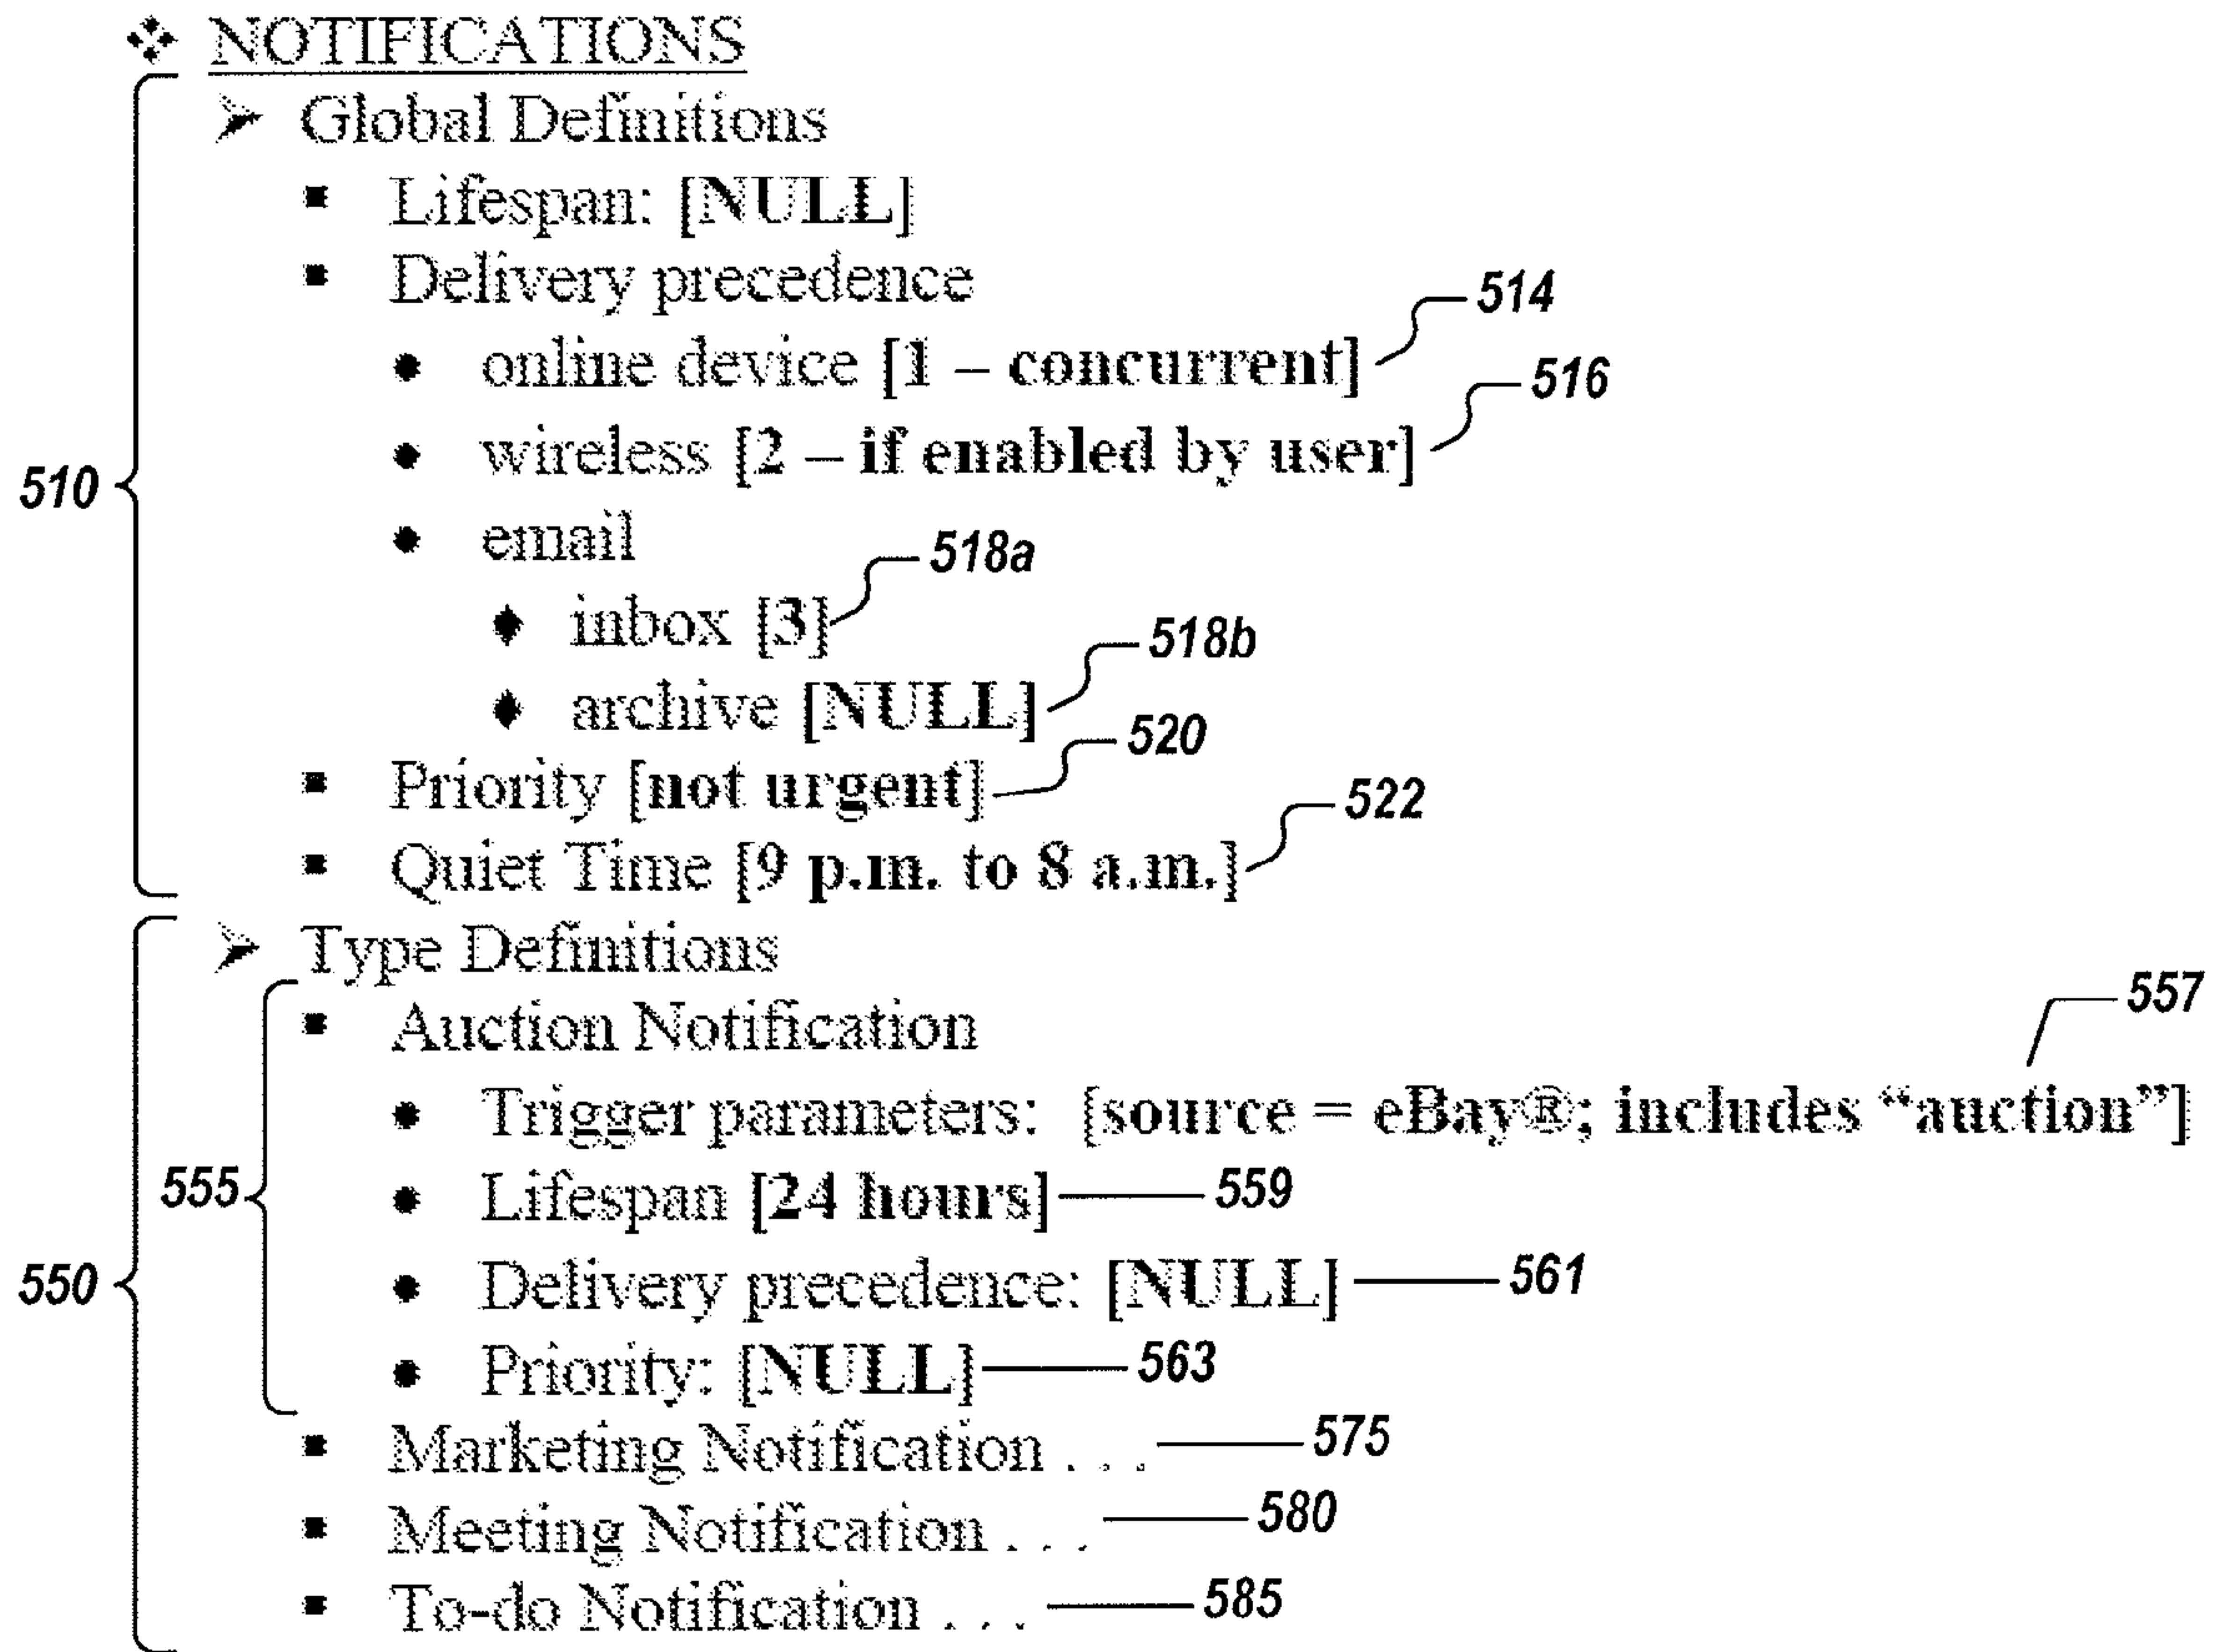 NOTIFICATIONS
Global Definitions
Lifespan: [NULL]
Delivery precedence
online device [1 – concurrent] 514
wireless [2 – if enabled by user] 516
510
email
inbox [3] 518a
archive [NULL] 518b
Priority [not urgent] 520
Quiet Time [9 p.m. to 8 a.m.] 522
Type Definitions
Auction Notification
557
Trigger parameters: [source = eBay®; includes “auction”]
555
Lifespan [24 hours] 559
550
Delivery precedence: [NULL] 561
Priority: [NULL] 563
Marketing Notification . . . 575
Meeting Notification . . . 580
To-do Notification . . . 585